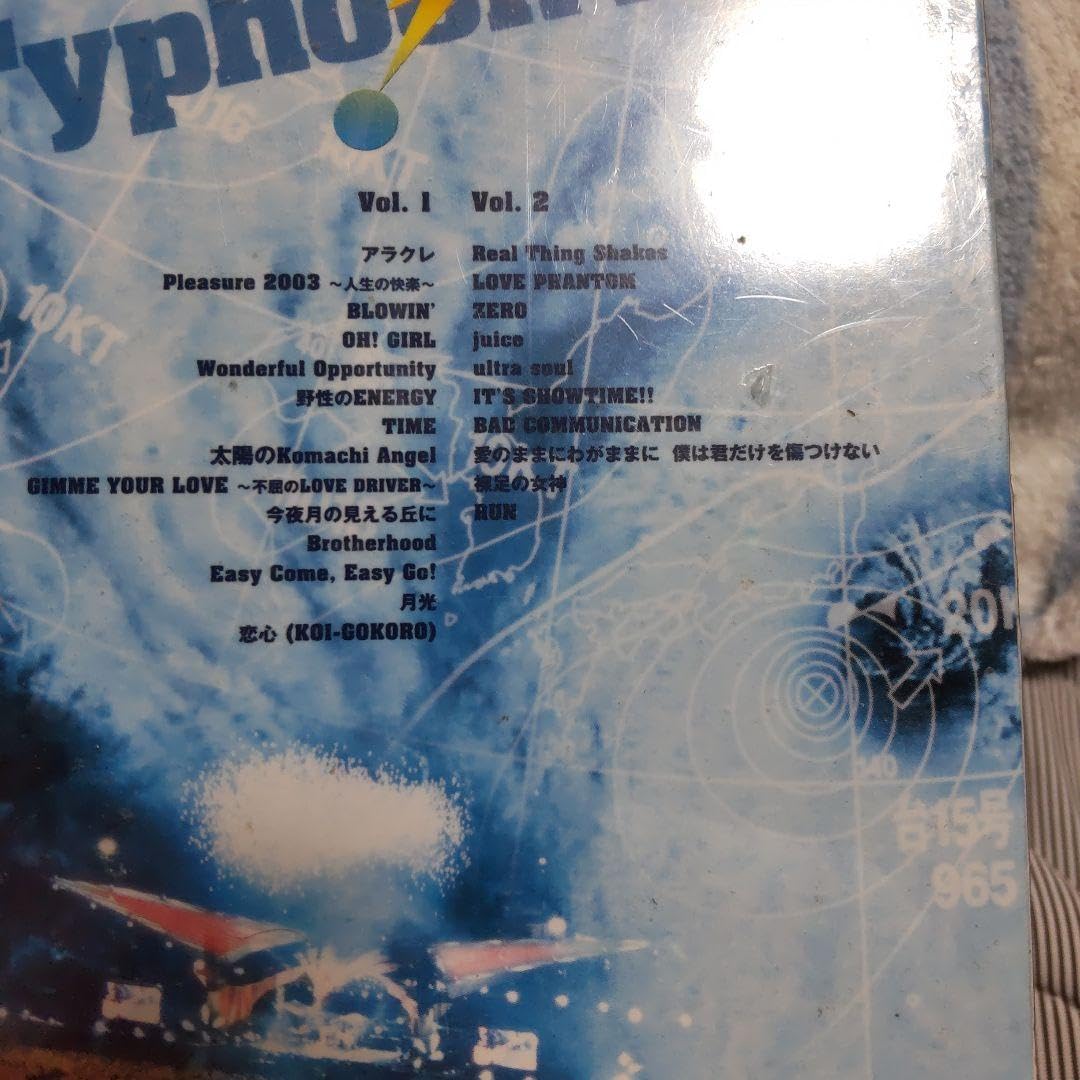 Typhoon
J16
10KT
Vol. 1
アラクレ
Pleasure 2003 ～人生の快楽～
BLOWIN'
OH! GIRL
Wonderful Opportunity
野性のENERGY
TIME
太陽のKomachi Angel
GIMME YOUR LOVE ～不屈のLOVE DRIVER～
今夜月の見える丘に
Brotherhood
Easy Come, Easy Go!
月光
恋心 (KOI-GOKORO)
Vol. 2
Real Thing Shakes
LOVE PHANTOM
ZERO
juice
ultra soul
IT'S SHOWTIME!!
BAD COMMUNICATION
愛のままにわがままに 僕は君だけを傷つけない
裸足の女神
RUN
台15号
965